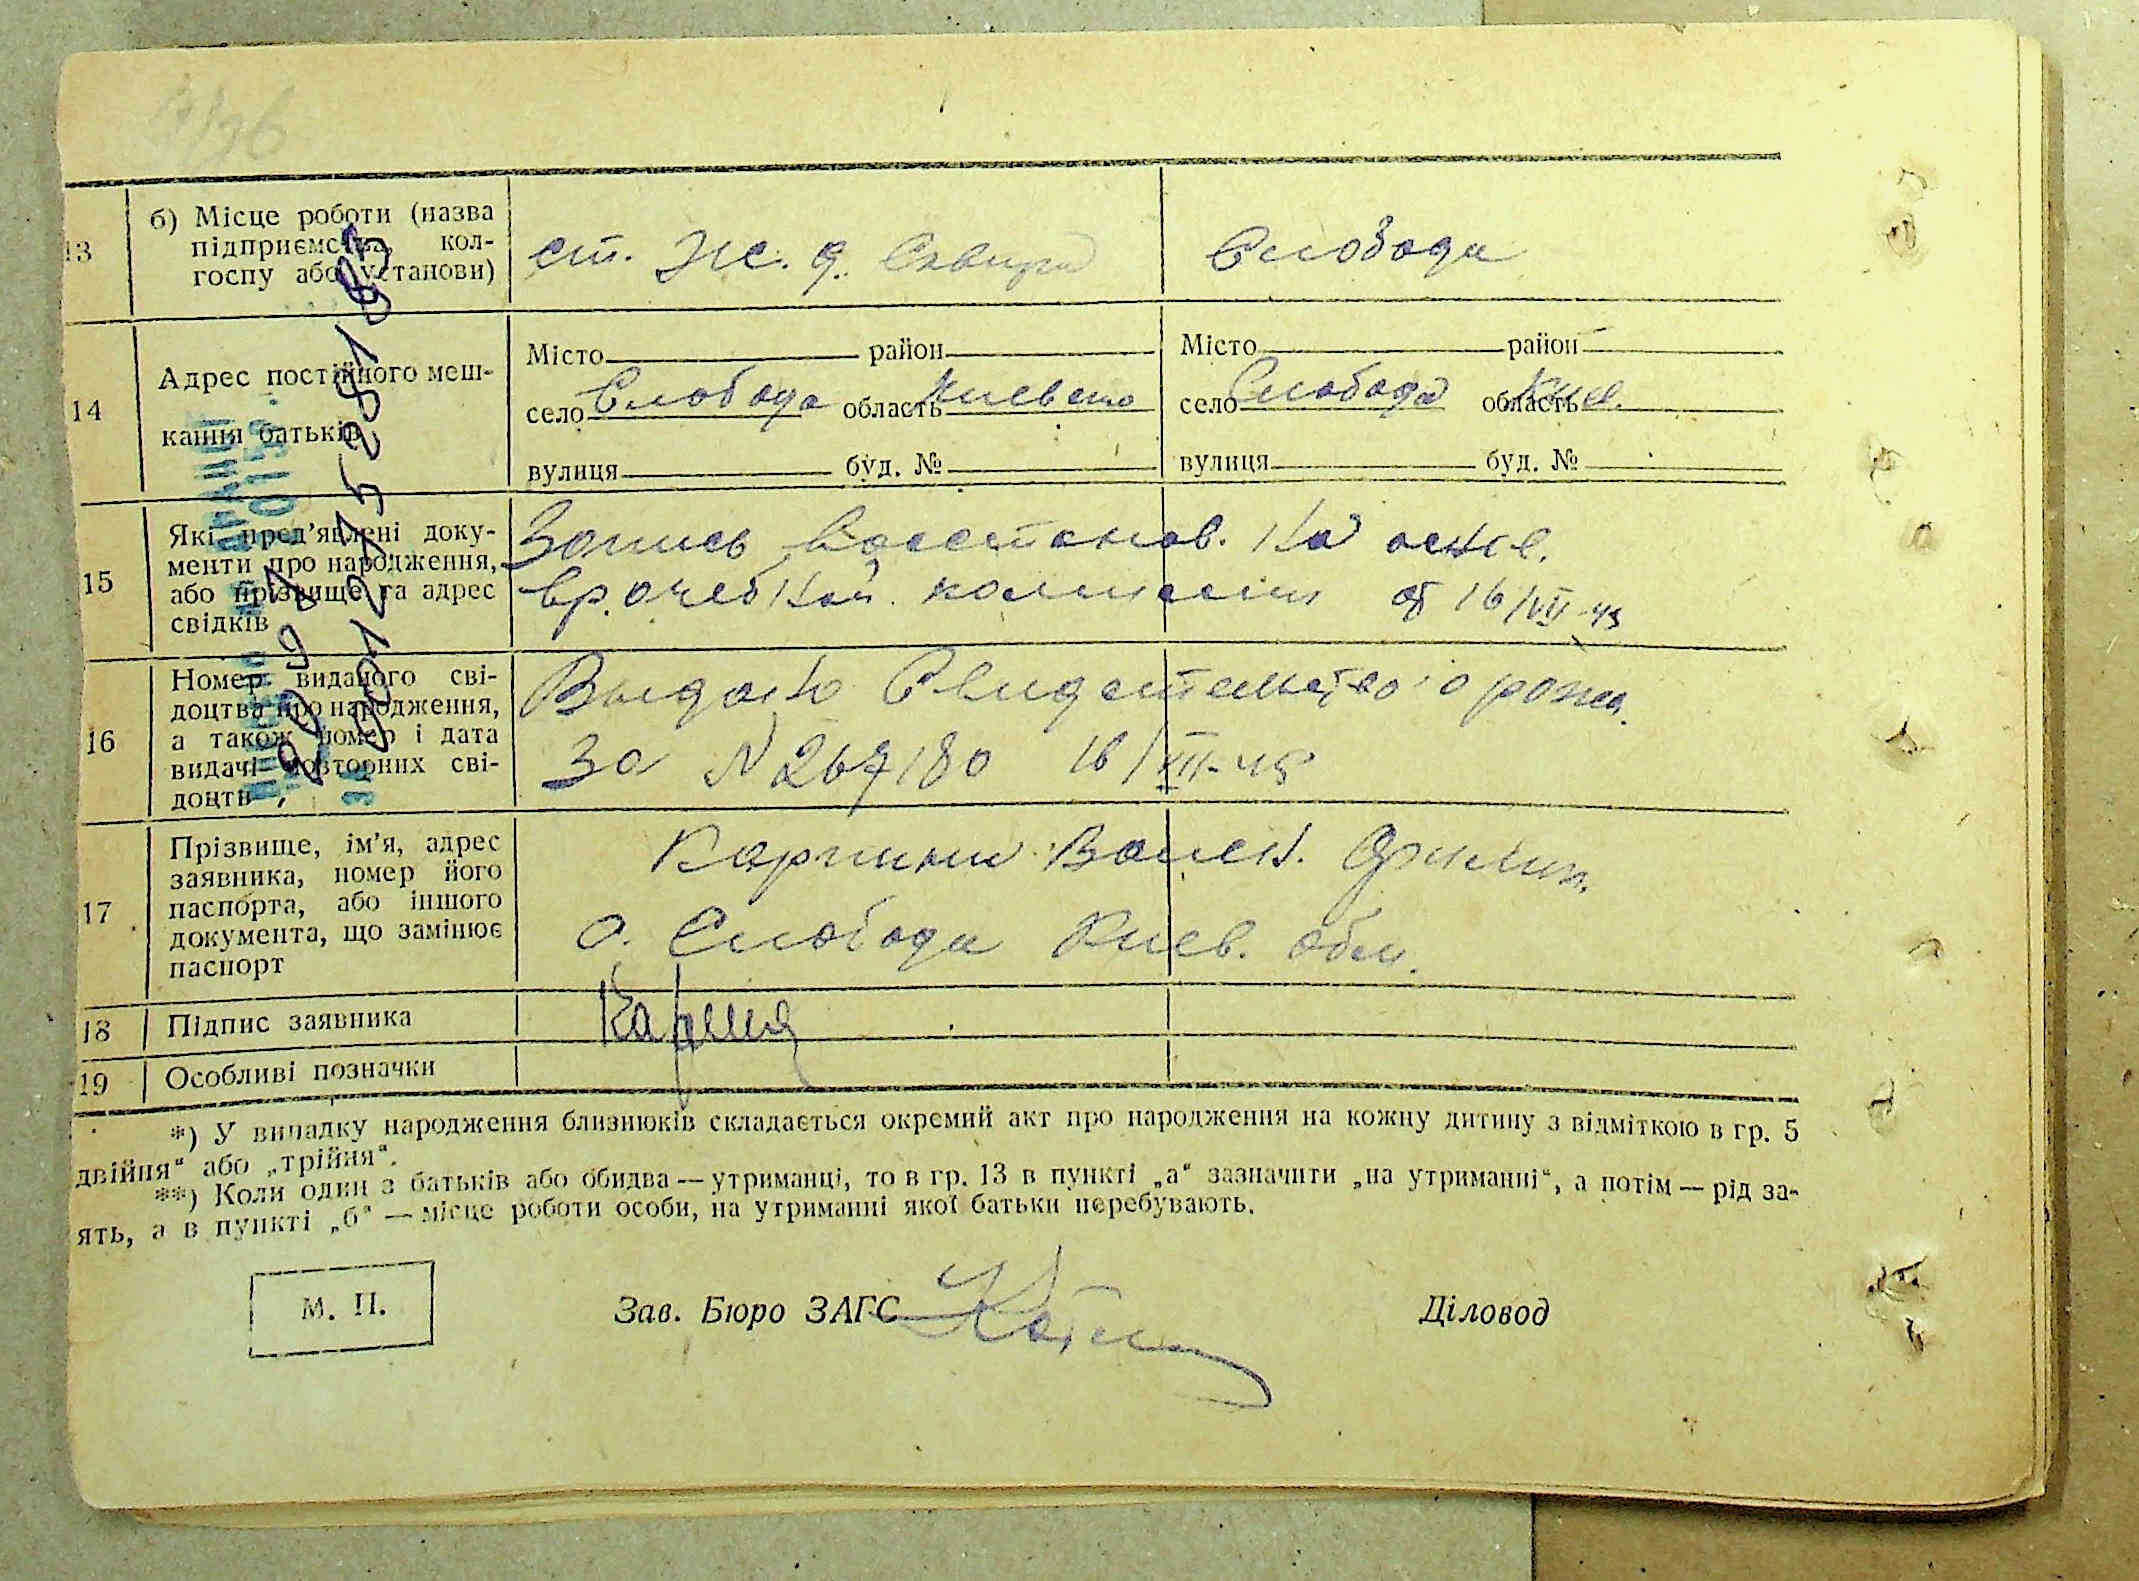 13
б) Місце роботи (назва
підприємства, кол-
госпу або установи)
ст. Ж. д. Сквира
Слобода
14
Адрес постійного меш-
кання батьків
Місто район
село Слобода область Киевско
вулиця буд. №
Місто район
село Слобода область Киев.
вулиця буд. №
15
Які пред'явлені доку-
менти про народження,
або прізвище та адрес
свідків
Запись восстанов. на основ.
врачебной комиссии от 16/VII-45
16
Номер виданого сві-
доцтва про народження,
а також номер і дата
видачі повторних сві-
доцтв
Выдано Свидетельство о рожд.
За N 267180 16/VII-45
17
Прізвище, ім'я, адрес
заявника, номер його
паспорта, або іншого
документа, що замінює
паспорт
с. Слобода Киев. обл.
18
Підпис заявника
19
Особливі позначки
*) У випадку народження близнюків складається окремий акт про народження на кожну дитину з відміткою в гр. 5
двійня" або „трійня".
**) Коли один з батьків або обидва — утриманці, то в гр. 13 в пункті „а" зазначити „на утриманні", а потім — рід за-
ять, а в пункті „б" — місце роботи особи, на утриманні якої батьки перебувають.
М. П.
Зав. Бюро ЗАГС
Діловод